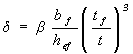 δ = β b_f / h_ef (t_f / t)^3